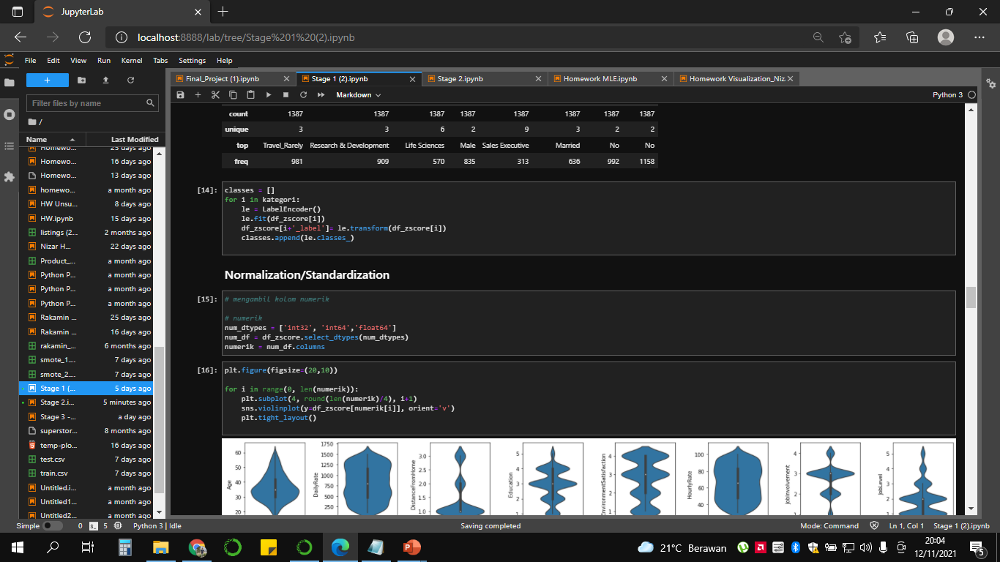 JupyterLab
localhost:8888/lab/tree/Stage%201%20(2).ipynb
File Edit View Run Kernel Tabs Settings Help
Final_Project (1).ipynb Stage 1 (2).ipynb Stage 2.ipynb Homework MLE.ipynb Homework Visualization_Niz
Markdown Python 3
Filter files by name
/
Name Last Modified
Homewo... 25 days ago
Homewo... 16 days ago
Homewo... 13 days ago
homewo... a month ago
HW Unsu... 8 days ago
HW.ipynb 15 days ago
listings (2... 2 months ago
Nizar H... 22 days ago
Product_... a month ago
Python P... a month ago
Python P... a month ago
Python P... a month ago
Rakamin ... 25 days ago
Rakamin ... 16 days ago
rakamin_... 6 months ago
smote_1.... 7 days ago
smote_2.... 7 days ago
Stage 1 (... 5 days ago
Stage 2.i... 5 minutes ago
Stage 3 -... a day ago
superstor... 8 months ago
temp-plo... 16 days ago
test.csv 7 days ago
train.csv 7 days ago
Untitled.i... a month ago
Untitled1... a month ago
Untitled2... a month ago
count 1387 1387 1387 1387 1387 1387 1387 1387
unique 3 3 6 2 9 3 2 2
top Travel_Rarely Research & Development Life Sciences Male Sales Executive Married No No
freq 981 909 570 835 313 636 992 1158
[14]: classes = []
for i in kategori:
le = LabelEncoder()
le.fit(df_zscore[i])
df_zscore[i+'_label']= le.transform(df_zscore[i])
classes.append(le.classes_)
Normalization/Standardization
[15]: # mengambil kolom numerik
# numerik
num_dtypes = ['int32', 'int64','float64']
num_df = df_zscore.select_dtypes(num_dtypes)
numerik = num_df.columns
[16]: plt.figure(figsize=(20,10))
for i in range(0, len(numerik)):
plt.subplot(4, round(len(numerik)/4), i+1)
sns.violinplot(y=df_zscore[numerik[i]], orient='v')
plt.tight_layout()
Age
60
50
40
30
20
DailyRate
1750
1500
1250
1000
750
500
250
DistanceFromHome
3.0
2.5
2.0
1.5
1.0
Education
5
4
3
2
1
EnvironmentSatisfaction
4
3
2
1
HourlyRate
100
80
60
40
JobInvolvement
4
3
2
JobLevel
5
4
3
2
1
Simple 0 5 Python 3 | Idle Saving completed Mode: Command Ln 1, Col 1 Stage 1 (2).ipynb
21°C Berawan
20:04
12/11/2021
5